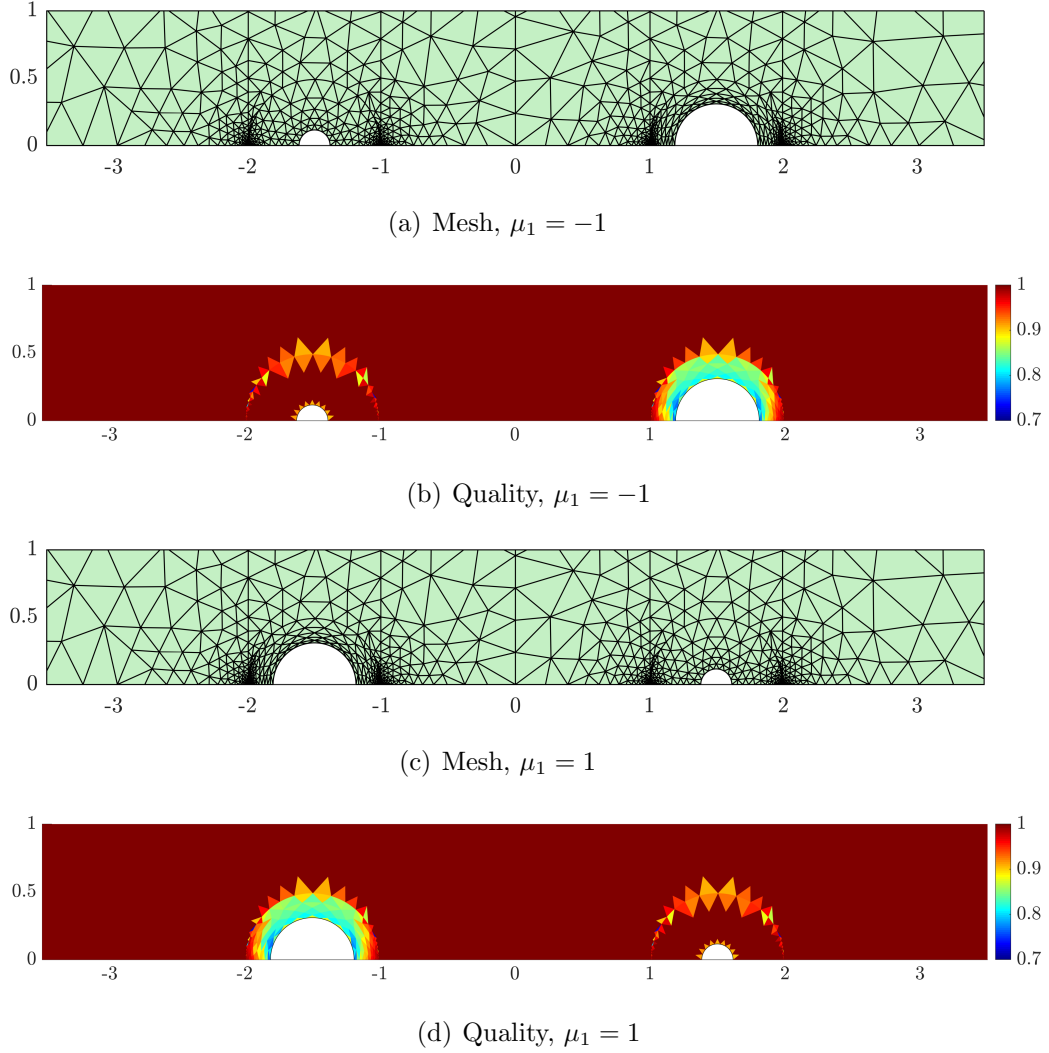 1
0.5
0
-3 -2 -1 0 1 2 3
(a) Mesh, μ₁ = −1
1
0.5
0
-3 -2 -1 0 1 2 3
1
0.9
0.8
0.7
(b) Quality, μ₁ = −1
1
0.5
0
-3 -2 -1 0 1 2 3
(c) Mesh, μ₁ = 1
1
0.5
0
-3 -2 -1 0 1 2 3
1
0.9
0.8
0.7
(d) Quality, μ₁ = 1